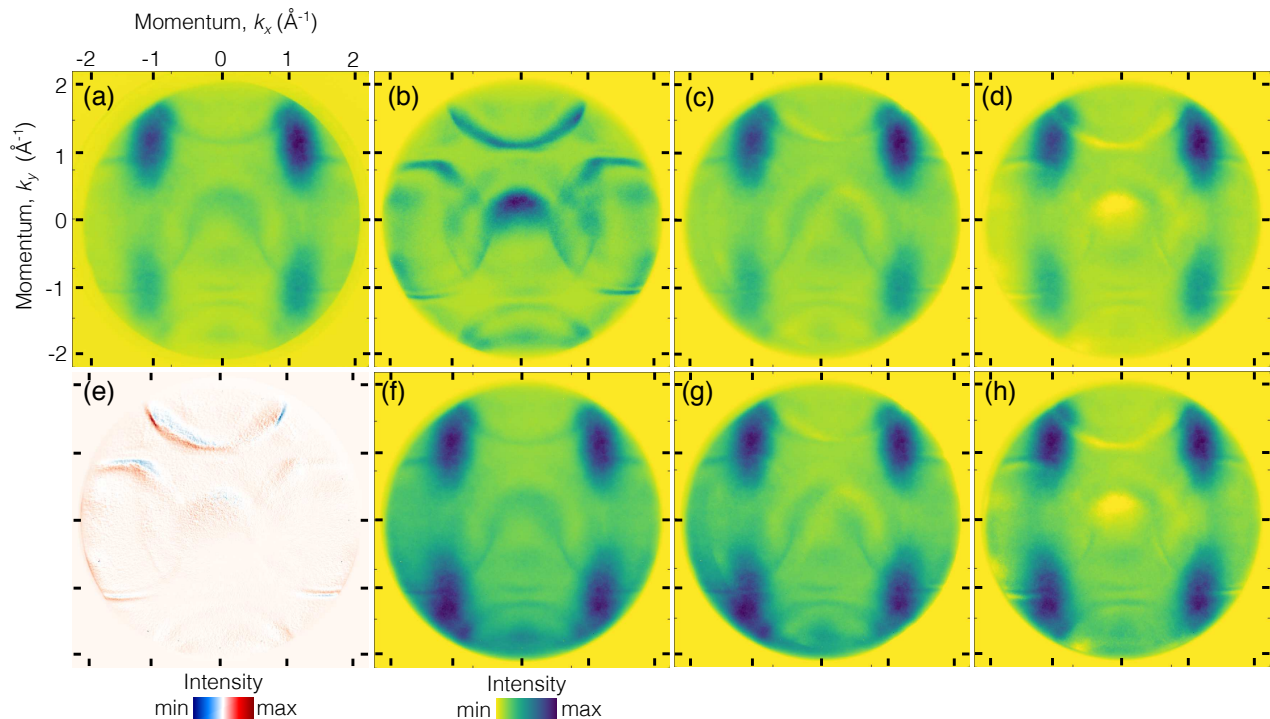 Momentum, kx (Å-1)
-2 -1 0 1 2
(a) (b) (c) (d)
Momentum, ky (Å-1)
2
1
0
-1
-2
(e) (f) (g) (h)
Intensity
min max
Intensity
min max